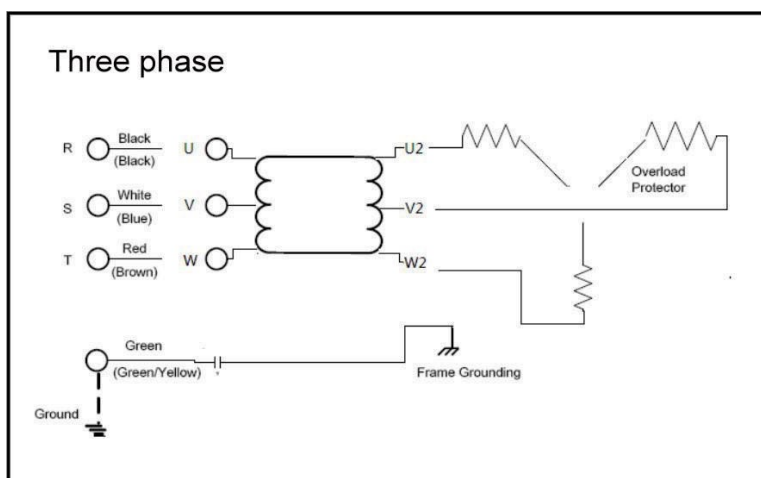 Three phase
R Black U U2
(Black)
Overload
Protector
S White V V2
(Blue)
T Red W W2
(Brown)
Green
(Green/Yellow)
Frame Grounding
Ground